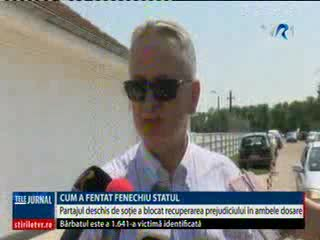 TELE JURNAL
CUM A FENTAT FENECHIU STATUL
Partajul deschis de soție a blocat recuperarea prejudiciului în ambele dosare
stiriletvr.ro
Bărbatul este a 1.641-a victimă identificată